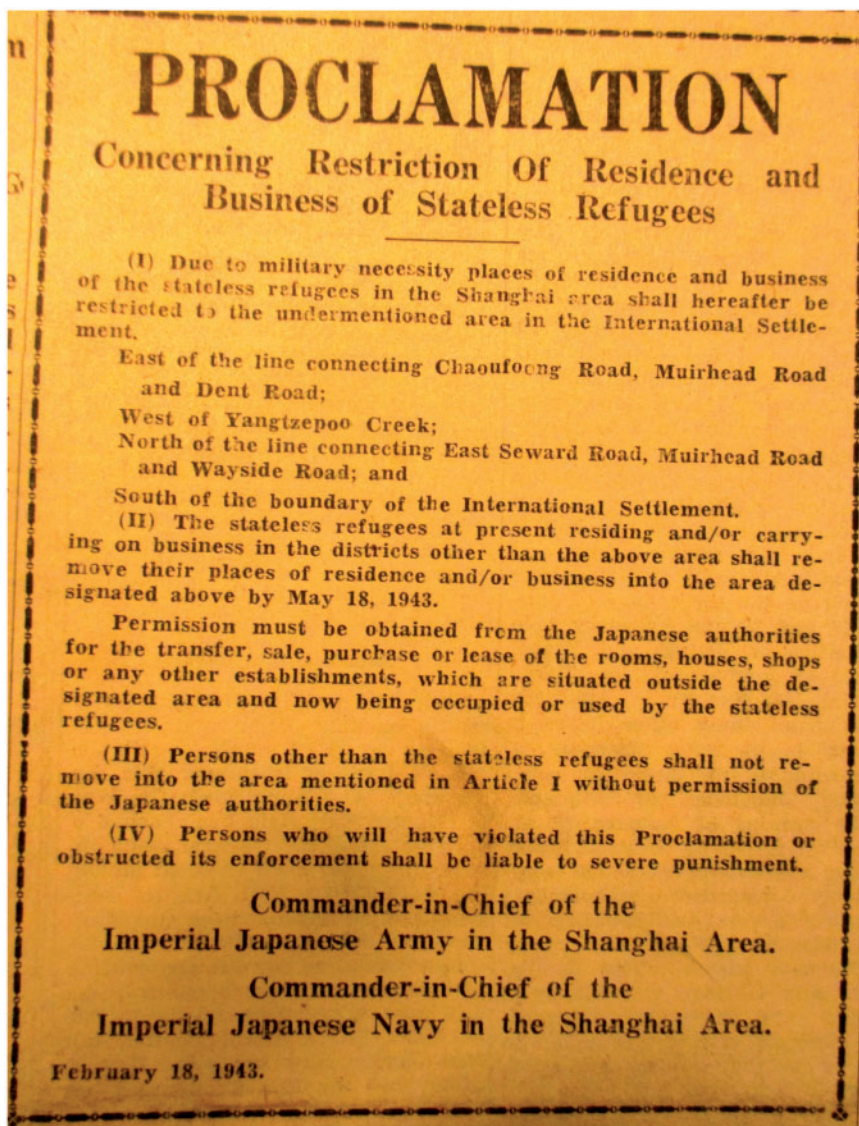 PROCLAMATION
Concerning Restriction Of Residence and
Business of Stateless Refugees
(I) Due to military necessity places of residence and business
of the stateless refugees in the Shanghai area shall hereafter be
restricted to the undermentioned area in the International Settle-
ment.
East of the line connecting Chaoufoong Road, Muirhead Road
and Dent Road;
West of Yangtzepoo Creek;
North of the line connecting East Seward Road, Muirhead Road
and Wayside Road; and
South of the boundary of the International Settlement.
(II) The stateless refugees at present residing and/or carry-
ing on business in the districts other than the above area shall re-
move their places of residence and/or business into the area de-
signated above by May 18, 1943.
Permission must be obtained from the Japanese authorities
for the transfer, sale, purchase or lease of the rooms, houses, shops
or any other establishments, which are situated outside the de-
signated area and now being occupied or used by the stateless
refugees.
(III) Persons other than the stateless refugees shall not re-
move into the area mentioned in Article I without permission of
the Japanese authorities.
(IV) Persons who will have violated this Proclamation or
obstructed its enforcement shall be liable to severe punishment.
Commander-in-Chief of the
Imperial Japanese Army in the Shanghai Area.
Commander-in-Chief of the
Imperial Japanese Navy in the Shanghai Area.
February 18, 1943.